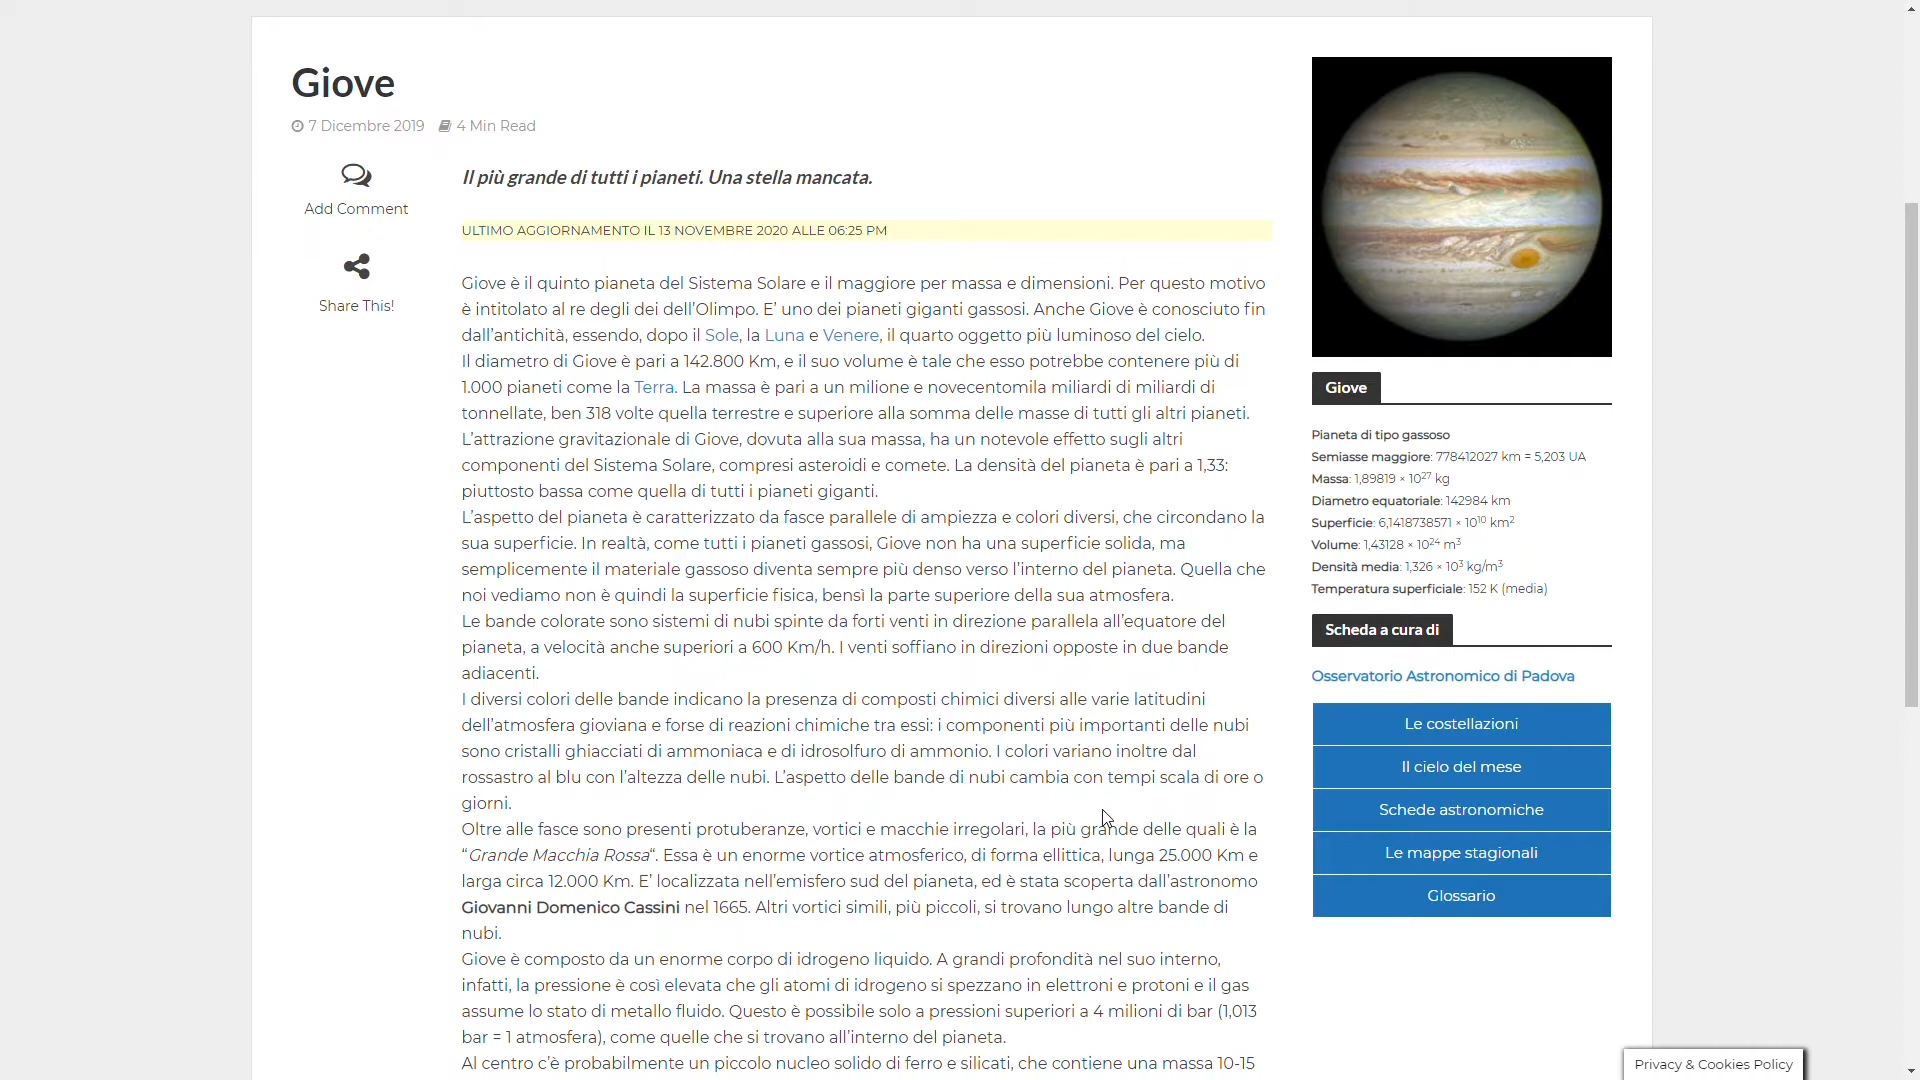 Giove
7 Dicembre 2019 4 Min Read
Add Comment
Share This!
Il più grande di tutti i pianeti. Una stella mancata.
ULTIMO AGGIORNAMENTO IL 13 NOVEMBRE 2020 ALLE 06:25 PM
Giove è il quinto pianeta del Sistema Solare e il maggiore per massa e dimensioni. Per questo motivo
è intitolato al re degli dei dell’Olimpo. E’ uno dei pianeti giganti gassosi. Anche Giove è conosciuto fin
dall’antichità, essendo, dopo il Sole, la Luna e Venere, il quarto oggetto più luminoso del cielo.
Il diametro di Giove è pari a 142.800 Km, e il suo volume è tale che esso potrebbe contenere più di
1.000 pianeti come la Terra. La massa è pari a un milione e novecentomila miliardi di miliardi di
tonnellate, ben 318 volte quella terrestre e superiore alla somma delle masse di tutti gli altri pianeti.
L’attrazione gravitazionale di Giove, dovuta alla sua massa, ha un notevole effetto sugli altri
componenti del Sistema Solare, compresi asteroidi e comete. La densità del pianeta è pari a 1,33:
piuttosto bassa come quella di tutti i pianeti giganti.
L’aspetto del pianeta è caratterizzato da fasce parallele di ampiezza e colori diversi, che circondano la
sua superficie. In realtà, come tutti i pianeti gassosi, Giove non ha una superficie solida, ma
semplicemente il materiale gassoso diventa sempre più denso verso l’interno del pianeta. Quella che
noi vediamo non è quindi la superficie fisica, bensì la parte superiore della sua atmosfera.
Le bande colorate sono sistemi di nubi spinte da forti venti in direzione parallela all’equatore del
pianeta, a velocità anche superiori a 600 Km/h. I venti soffiano in direzioni opposte in due bande
adiacenti.
I diversi colori delle bande indicano la presenza di composti chimici diversi alle varie latitudini
dell’atmosfera gioviana e forse di reazioni chimiche tra essi: i componenti più importanti delle nubi
sono cristalli ghiacciati di ammoniaca e di idrosolfuro di ammonio. I colori variano inoltre dal
rossastro al blu con l’altezza delle nubi. L’aspetto delle bande di nubi cambia con tempi scala di ore o
giorni.
Oltre alle fasce sono presenti protuberanze, vortici e macchie irregolari, la più grande delle quali è la
“Grande Macchia Rossa“. Essa è un enorme vortice atmosferico, di forma ellittica, lunga 25.000 Km e
larga circa 12.000 Km. E’ localizzata nell’emisfero sud del pianeta, ed è stata scoperta dall’astronomo
Giovanni Domenico Cassini nel 1665. Altri vortici simili, più piccoli, si trovano lungo altre bande di
nubi.
Giove è composto da un enorme corpo di idrogeno liquido. A grandi profondità nel suo interno,
infatti, la pressione è così elevata che gli atomi di idrogeno si spezzano in elettroni e protoni e il gas
assume lo stato di metallo fluido. Questo è possibile solo a pressioni superiori a 4 milioni di bar (1,013
bar = 1 atmosfera), come quelle che si trovano all’interno del pianeta.
Al centro c’è probabilmente un piccolo nucleo solido di ferro e silicati, che contiene una massa 10-15
Giove
Pianeta di tipo gassoso
Semiasse maggiore: 778412027 km = 5,203 UA
Massa: 1,89819 × 10²⁷ kg
Diametro equatoriale: 142984 km
Superficie: 6,1418738571 × 10¹⁰ km²
Volume: 1,43128 × 10²⁴ m³
Densità media: 1,326 × 10³ kg/m³
Temperatura superficiale: 152 K (media)
Scheda a cura di
Osservatorio Astronomico di Padova
Le costellazioni
Il cielo del mese
Schede astronomiche
Le mappe stagionali
Glossario
Privacy & Cookies Policy